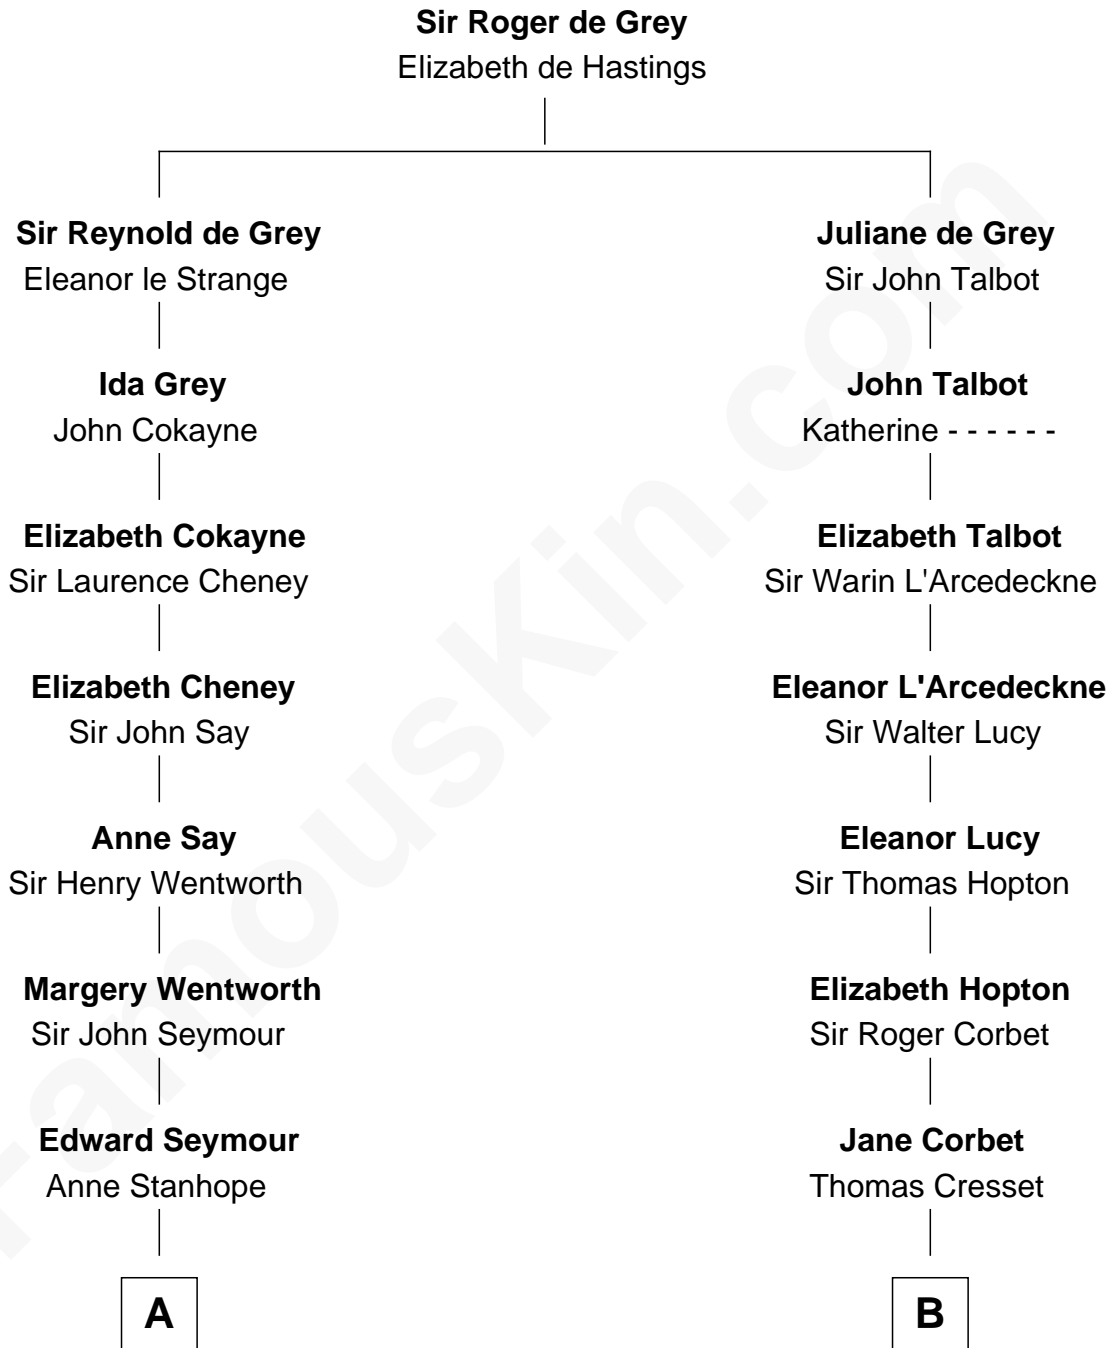 Sir Roger de Grey
Elizabeth de Hastings
Sir Reynold de Grey
Eleanor le Strange
Juliane de Grey
Sir John Talbot
Ida Grey
John Cokayne
John Talbot
Katherine - - - - - -
Elizabeth Cokayne
Sir Laurence Cheney
Elizabeth Talbot
Sir Warin L'Arcedeckne
Elizabeth Cheney
Sir John Say
Eleanor L'Arcedeckne
Sir Walter Lucy
Anne Say
Sir Henry Wentworth
Eleanor Lucy
Sir Thomas Hopton
Margery Wentworth
Sir John Seymour
Elizabeth Hopton
Sir Roger Corbet
Edward Seymour
Anne Stanhope
Jane Corbet
Thomas Cresset
A
B
FamousKin.com